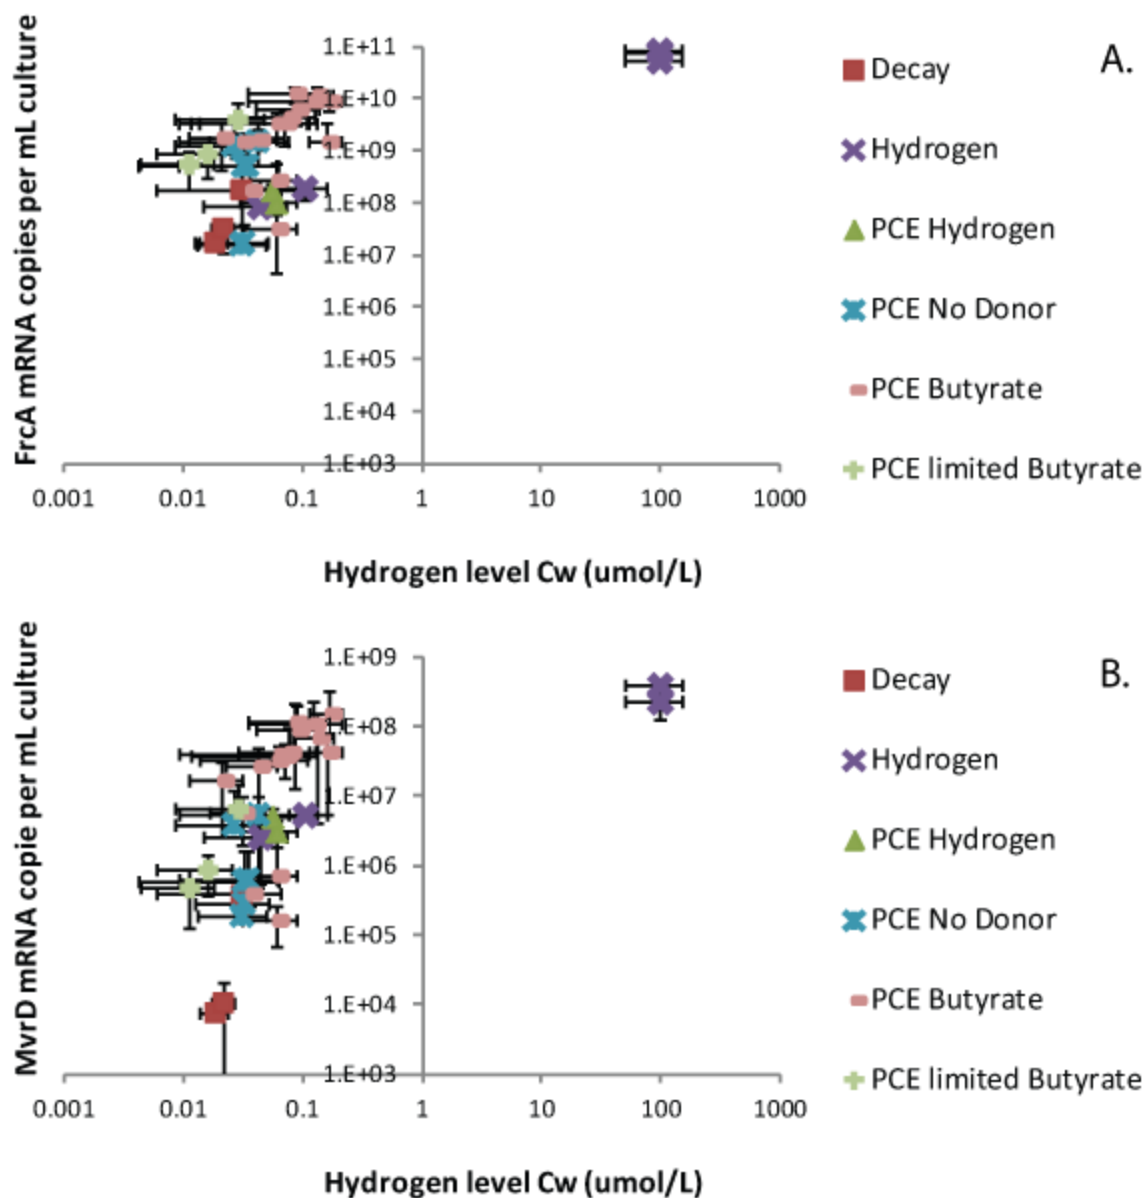 FrcA mRNA copies per mL culture
1.E+11
1.E+10
1.E+09
1.E+08
1.E+07
1.E+06
1.E+05
1.E+04
1.E+03
0.001 0.01 0.1 1 10 100 1000
Hydrogen level Cw (umol/L)
A.
Decay
Hydrogen
PCE Hydrogen
PCE No Donor
PCE Butyrate
PCE limited Butyrate
MvrD mRNA copie per mL culture
1.E+09
1.E+08
1.E+07
1.E+06
1.E+05
1.E+04
1.E+03
0.001 0.01 0.1 1 10 100 1000
Hydrogen level Cw (umol/L)
B.
Decay
Hydrogen
PCE Hydrogen
PCE No Donor
PCE Butyrate
PCE limited Butyrate